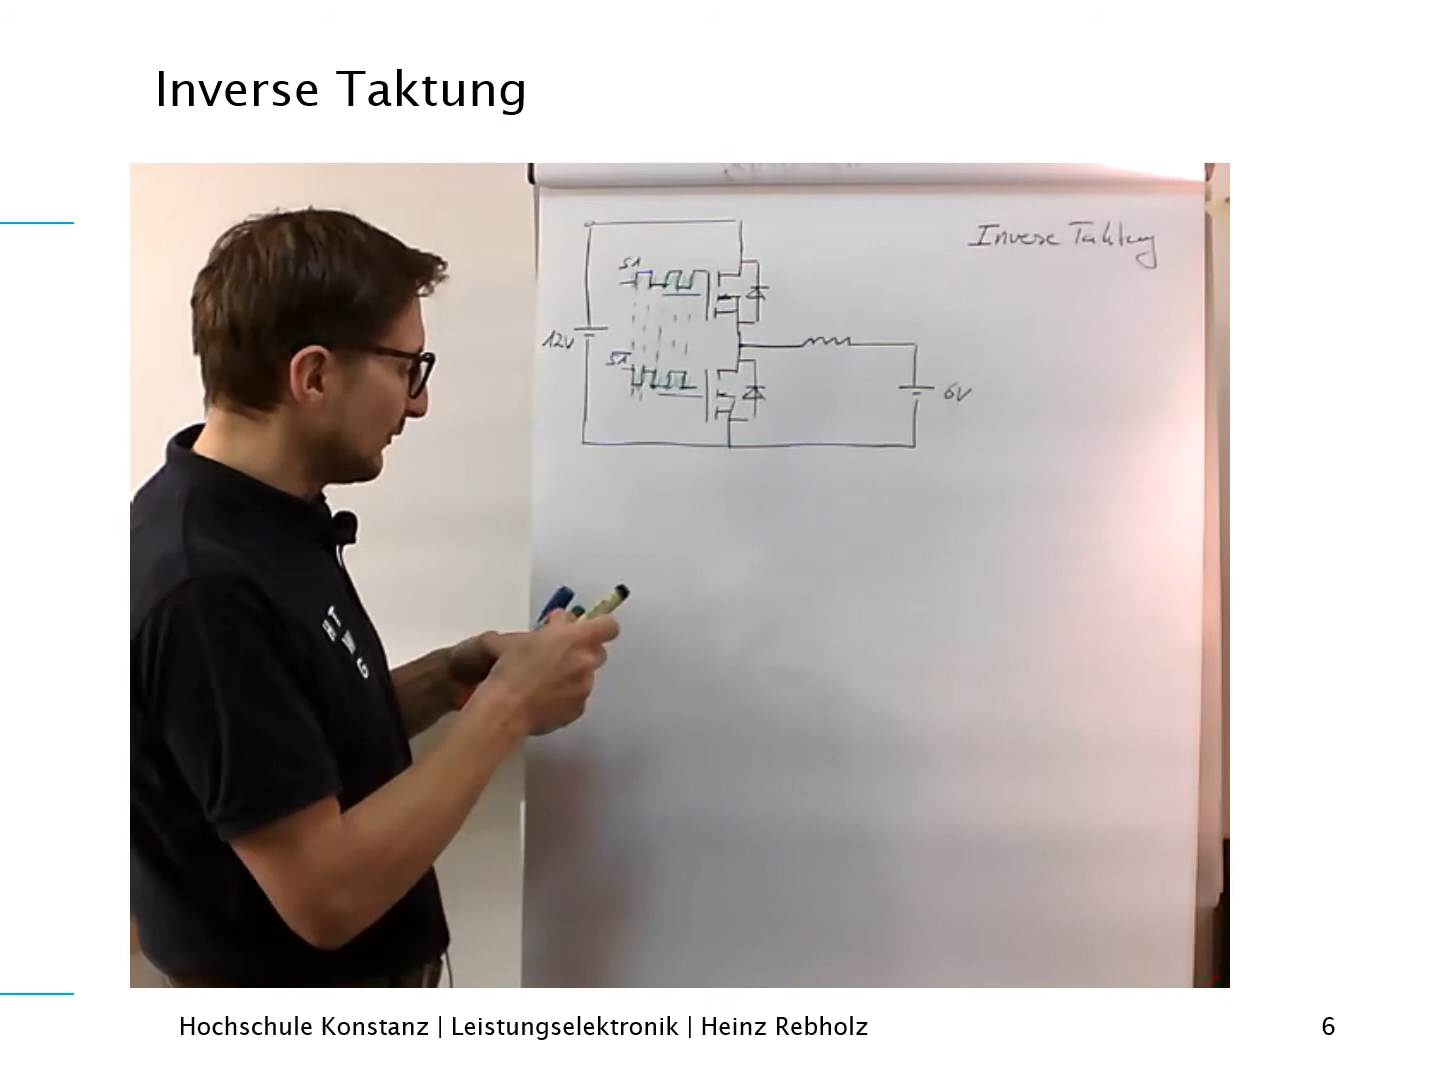 Inverse Taktung
Inverse Taktung
S1
12V
S1
6V
Hochschule Konstanz | Leistungselektronik | Heinz Rebholz
6